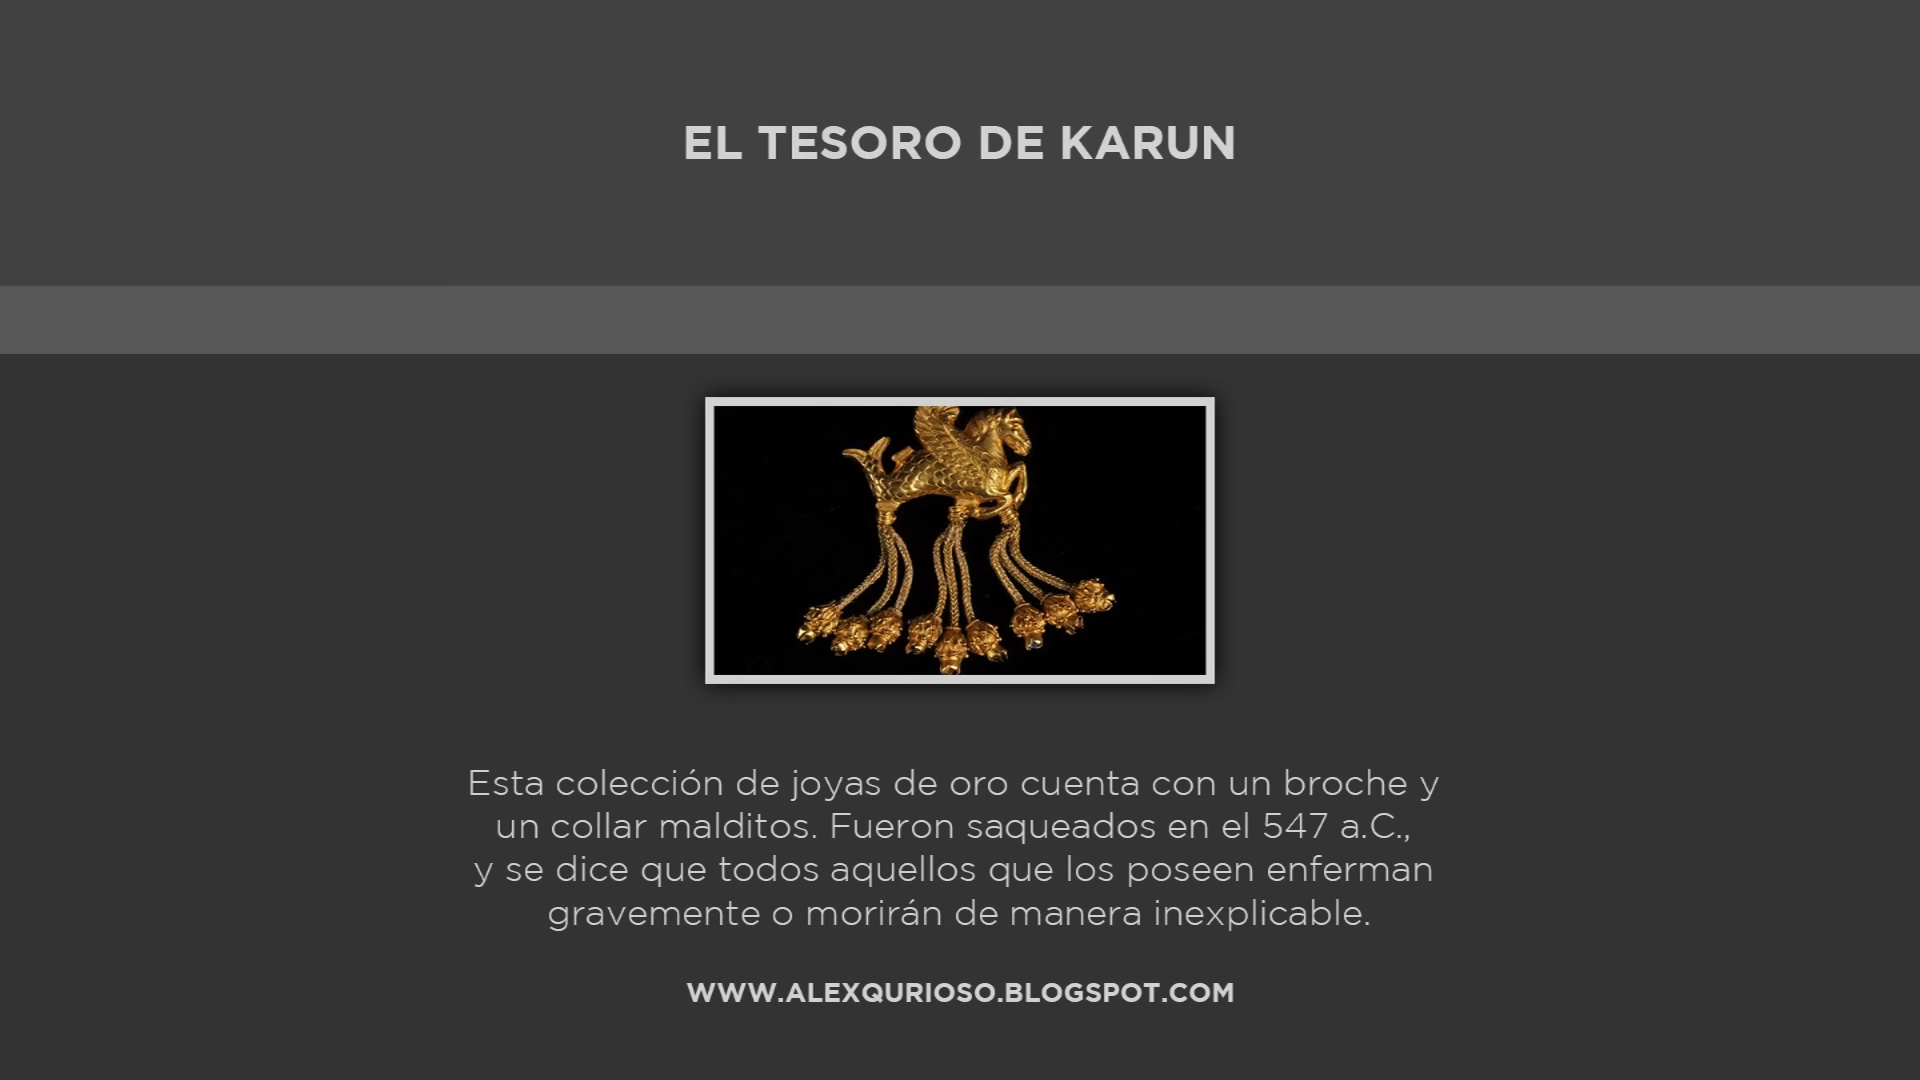 EL TESORO DE KARUN
Esta colección de joyas de oro cuenta con un broche y
un collar malditos. Fueron saqueados en el 547 a.C.,
y se dice que todos aquellos que los poseen enferman
gravemente o morirán de manera inexplicable.
WWW.ALEXQURIOSO.BLOGSPOT.COM